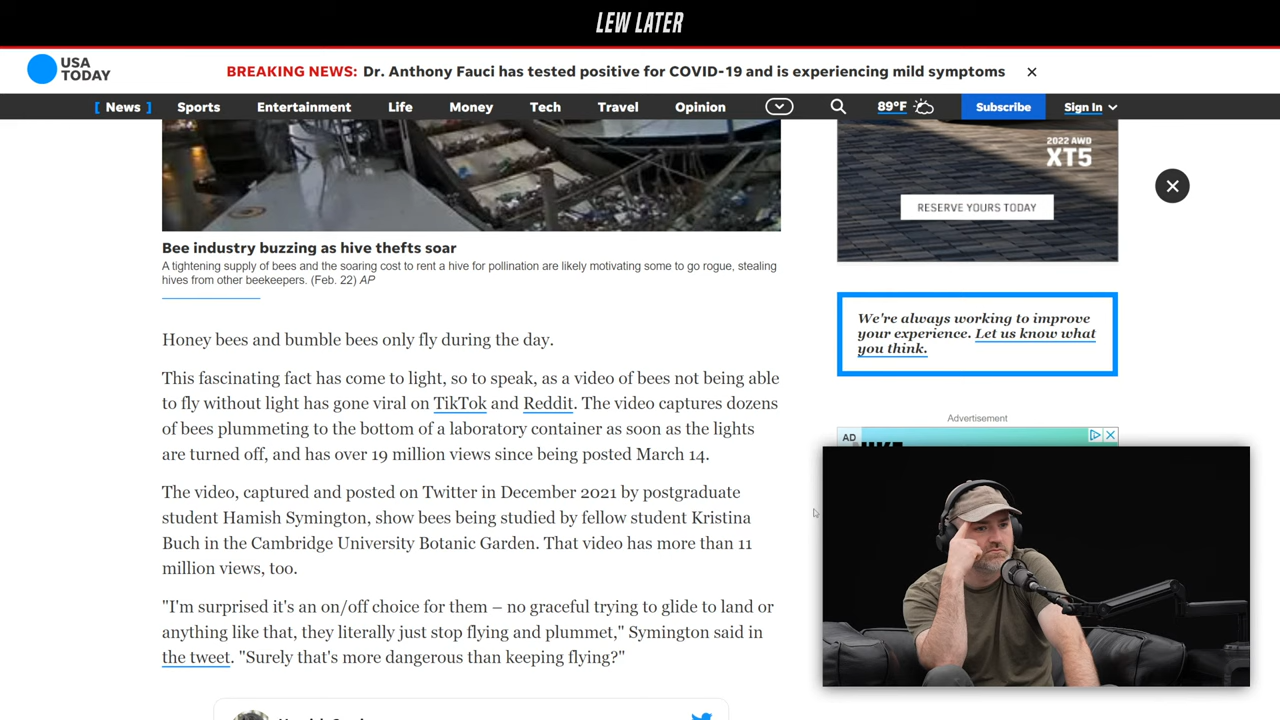 LEW LATER
USA TODAY
BREAKING NEWS: Dr. Anthony Fauci has tested positive for COVID-19 and is experiencing mild symptoms
[ News ] Sports Entertainment Life Money Tech Travel Opinion 89°F Subscribe Sign In
2022 AWD
XT5
RESERVE YOURS TODAY
Bee industry buzzing as hive thefts soar
A tightening supply of bees and the soaring cost to rent a hive for pollination are likely motivating some to go rogue, stealing
hives from other beekeepers. (Feb. 22) AP
We're always working to improve
your experience. Let us know what
you think.
Honey bees and bumble bees only fly during the day.
This fascinating fact has come to light, so to speak, as a video of bees not being able
to fly without light has gone viral on TikTok and Reddit. The video captures dozens
of bees plummeting to the bottom of a laboratory container as soon as the lights
are turned off, and has over 19 million views since being posted March 14.
Advertisement
AD
The video, captured and posted on Twitter in December 2021 by postgraduate
student Hamish Symington, show bees being studied by fellow student Kristina
Buch in the Cambridge University Botanic Garden. That video has more than 11
million views, too.
"I'm surprised it's an on/off choice for them – no graceful trying to glide to land or
anything like that, they literally just stop flying and plummet," Symington said in
the tweet. "Surely that's more dangerous than keeping flying?"